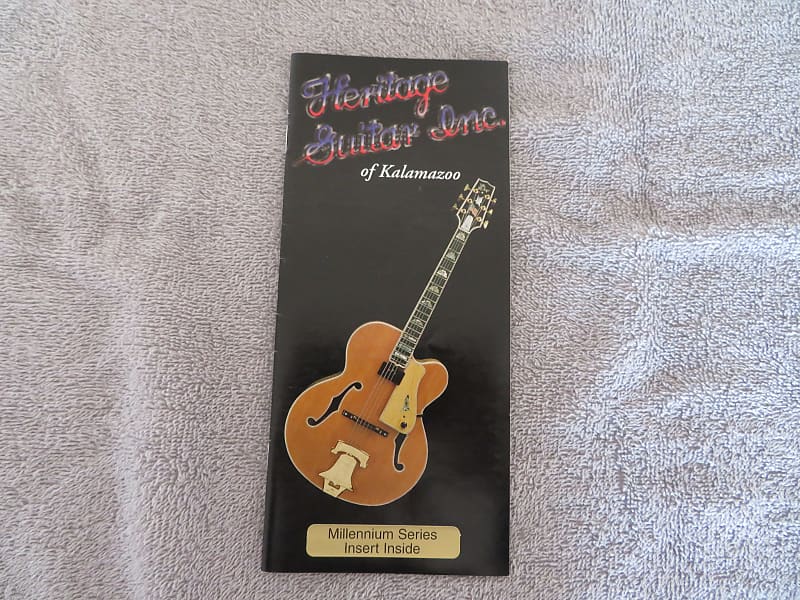 Heritage
Guitar Inc.
of Kalamazoo
Millennium Series
Insert Inside